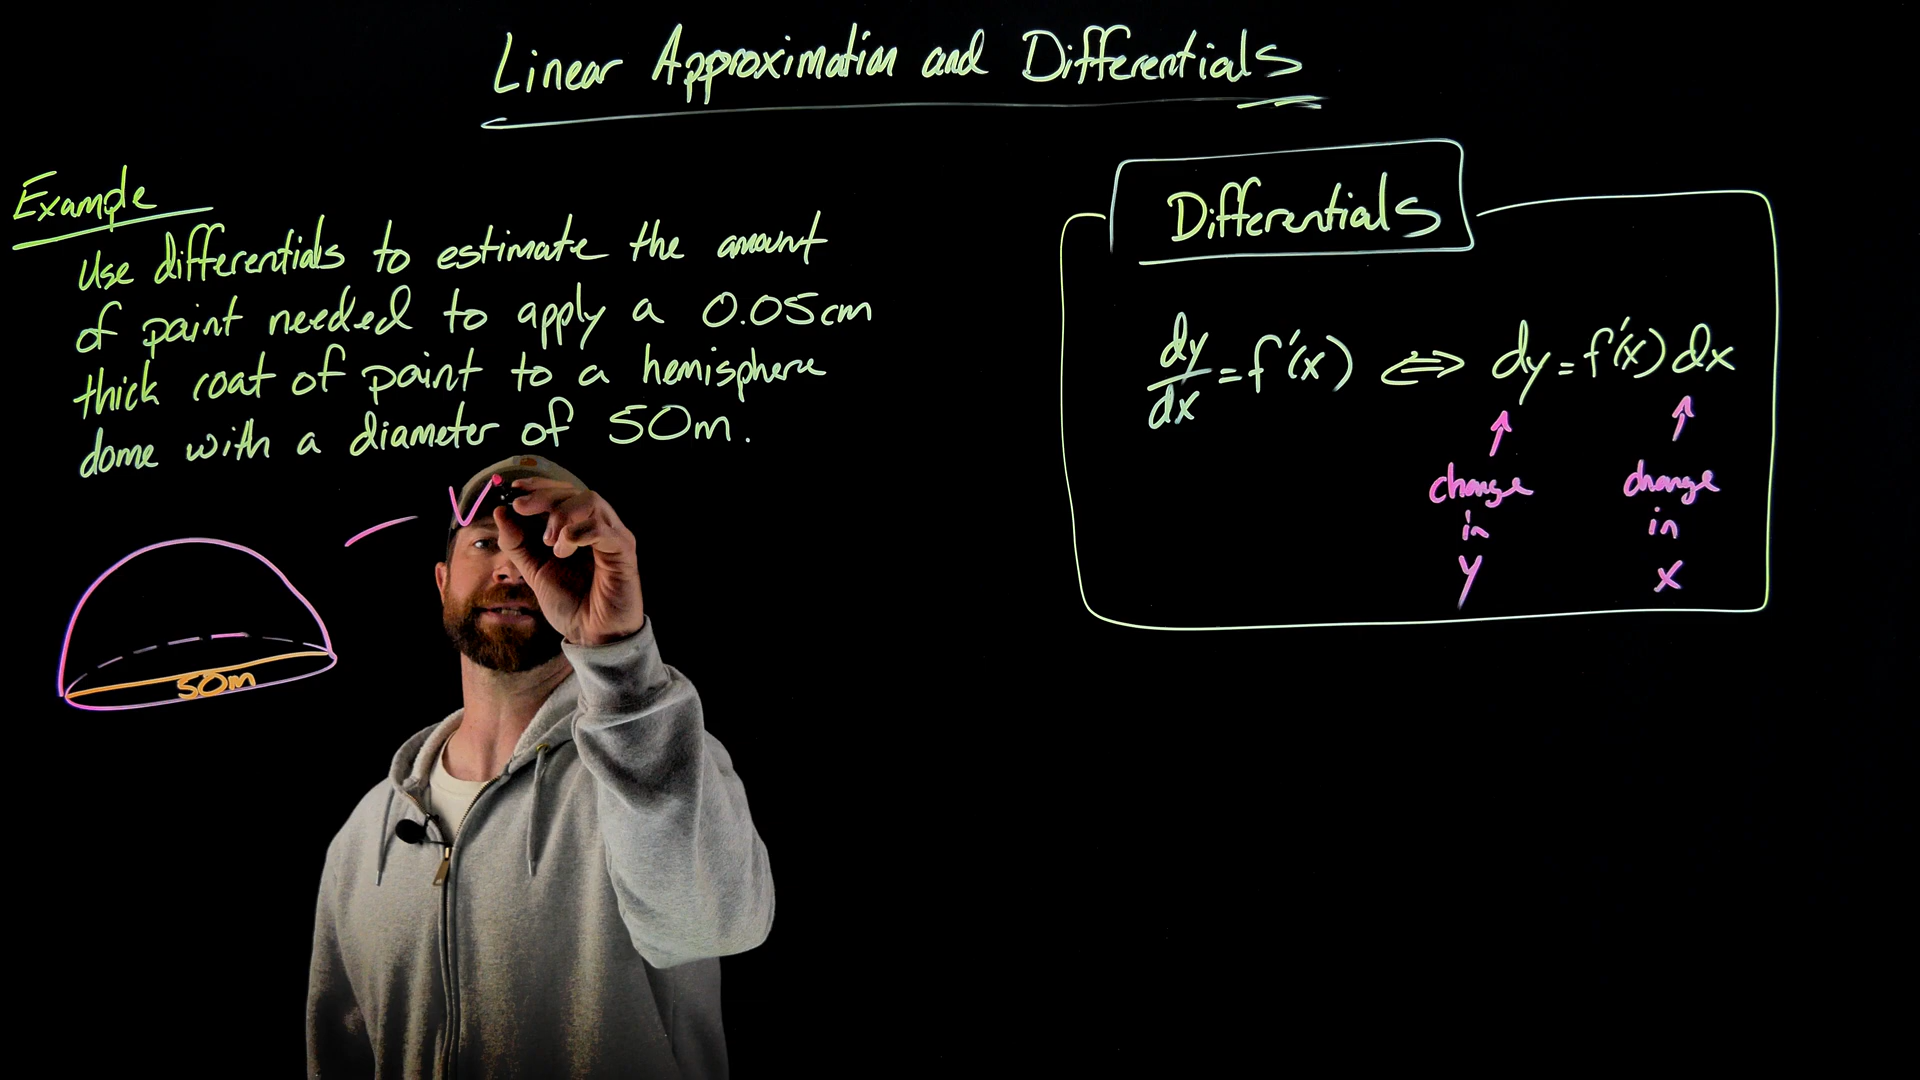 Linear Approximation and Differentials
Example
Use differentials to estimate the amount
of paint needed to apply a 0.05cm
thick coat of paint to a hemisphere
dome with a diameter of 50m.
V
50m
Differentials
dy/dx = f'(x) ⇔ dy = f'(x) dx
↑ ↑
change change
in in
y x